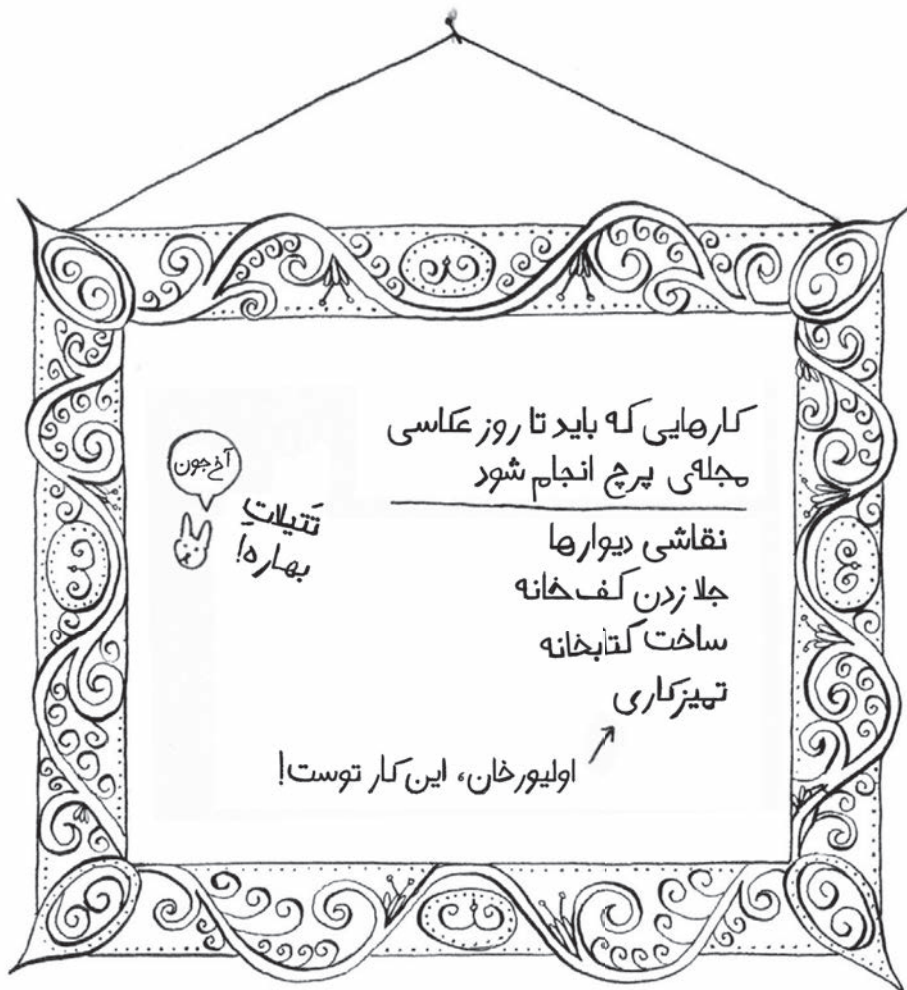 کارهایی که باید تا روز عکاسی
مجله‌ی پرچ انجام شود
نقاشی دیوارها
جلا زدن کف خانه
ساخت کتابخانه
تمیزکاری
اولیورخان، این کار توست!
آخ جون
تَتیلاتِ
بهاره!